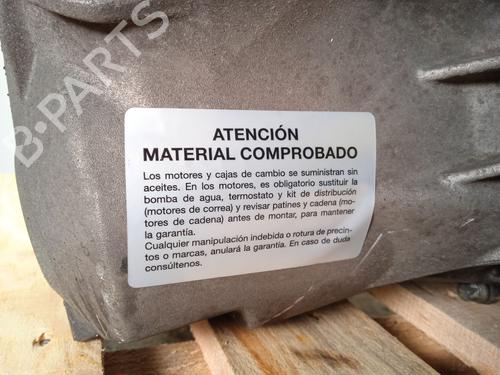 B-PARTS
ATENCIÓN
MATERIAL COMPROBADO
Los motores y cajas de cambio se suministran sin
aceites. En los motores, es obligatorio sustituir la
bomba de agua, termostato y kit de distribución
(motores de correa) y revisar patines y cadena (mo-
tores de cadena) antes de montar, para mantener
la garantía.
Cualquier manipulación indebida o rotura de precin-
tos o marcas, anulará la garantía. En caso de duda
consúltenos.